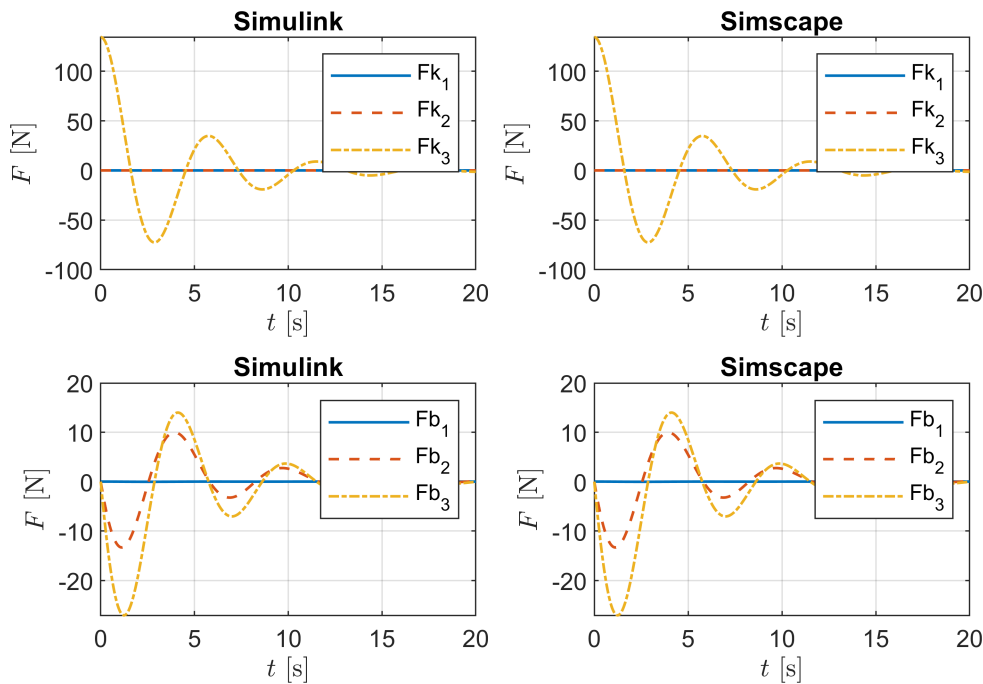 Simulink
F [N]
100
50
0
-50
-100
Fk1
Fk2
Fk3
0 5 10 15 20
t [s]
Simscape
F [N]
100
50
0
-50
-100
Fk1
Fk2
Fk3
0 5 10 15 20
t [s]
Simulink
F [N]
20
10
0
-10
-20
Fb1
Fb2
Fb3
0 5 10 15 20
t [s]
Simscape
F [N]
20
10
0
-10
-20
Fb1
Fb2
Fb3
0 5 10 15 20
t [s]